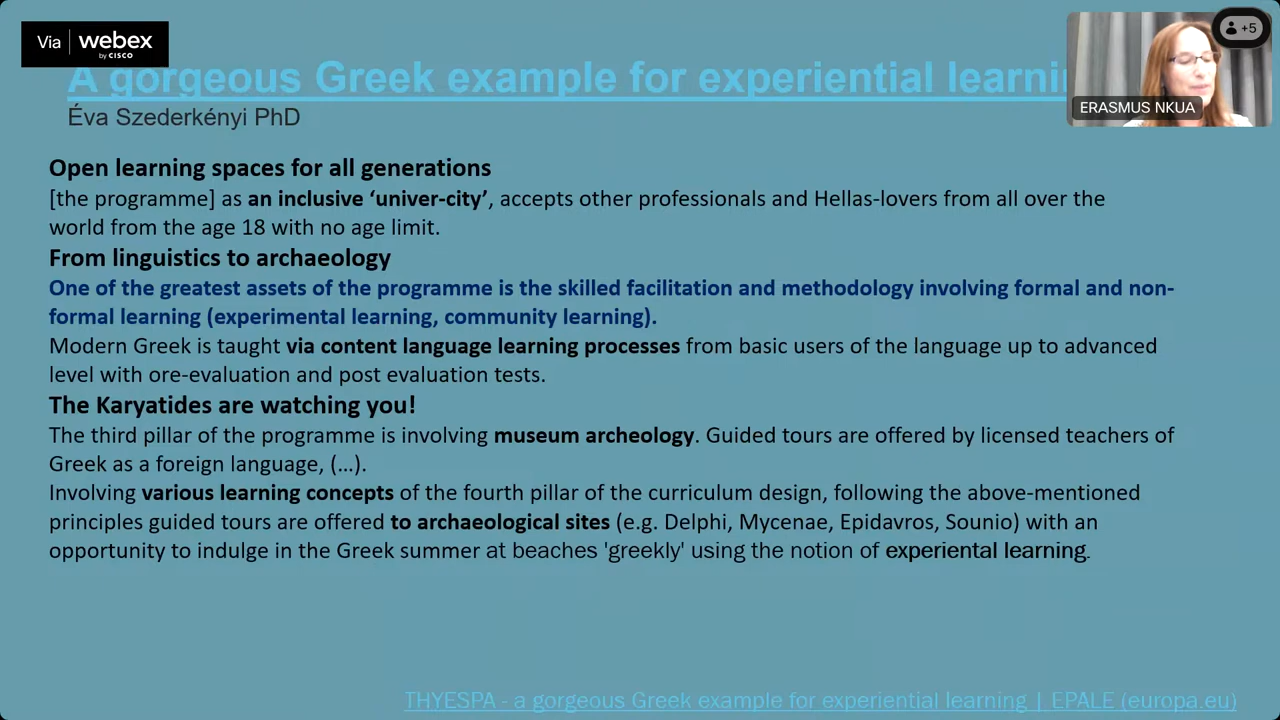 Via webex
by CISCO
+5
A gorgeous Greek example for experiential
ERASMUS NKUA
Éva Szederkényi PhD
Open learning spaces for all generations
[the programme] as an inclusive ‘univer-city’, accepts other professionals and Hellas-lovers from all over the
world from the age 18 with no age limit.
From linguistics to archaeology
One of the greatest assets of the programme is the skilled facilitation and methodology involving formal and non-
formal learning (experimental learning, community learning).
Modern Greek is taught via content language learning processes from basic users of the language up to advanced
level with ore-evaluation and post evaluation tests.
The Karyatides are watching you!
The third pillar of the programme is involving museum archeology. Guided tours are offered by licensed teachers of
Greek as a foreign language, (…).
Involving various learning concepts of the fourth pillar of the curriculum design, following the above-mentioned
principles guided tours are offered to archaeological sites (e.g. Delphi, Mycenae, Epidavros, Sounio) with an
opportunity to indulge in the Greek summer at beaches 'greekly' using the notion of experiental learning.
THYESPA - a gorgeous Greek example for experiential learning | EPALE (europa.eu)